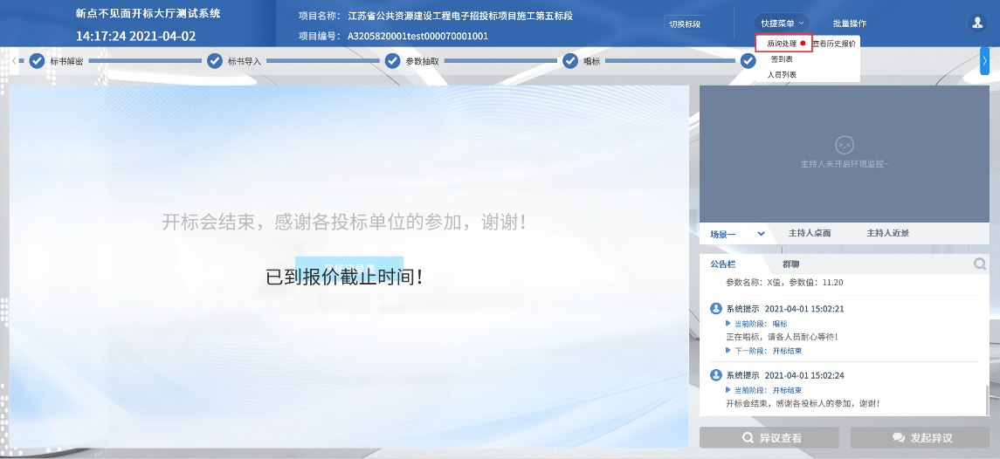 新点不见面开标大厅测试系统
14:17:24 2021-04-02
项目名称： 江苏省公共资源建设工程电子招投标项目施工第五标段
项目编号： A3205820001test000070001001
切换标段
快捷菜单
批量操作
质询处理
查看历史报价
签到表
人员列表
标书解密
标书导入
参数抽取
唱标
开标会结束，感谢各投标单位的参加，谢谢！
已到报价截止时间！
主持人未开启环境监控~
场景一
主持人桌面
主持人近景
公告栏
群聊
参数名称：X值，参数值：11.20
系统提示 2021-04-01 15:02:21
当前阶段： 唱标
正在唱标，请各人员耐心等待！
下一阶段： 开标结束
系统提示 2021-04-01 15:02:24
当前阶段： 开标结束
开标会结束，感谢各投标人的参加，谢谢！
异议查看
发起异议